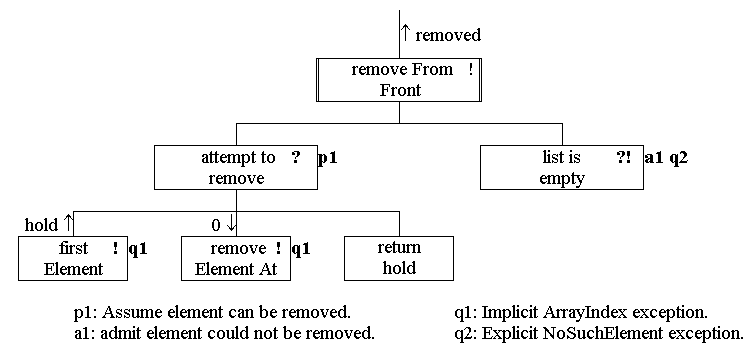 ↑ removed
remove From !
Front
attempt to ? p1
remove
list is ?! a1 q2
empty
hold ↑
0 ↓
first ! q1
Element
remove ! q1
Element At
return
hold
p1: Assume element can be removed.
a1: admit element could not be removed.
q1: Implicit ArrayIndex exception.
q2: Explicit NoSuchElement exception.